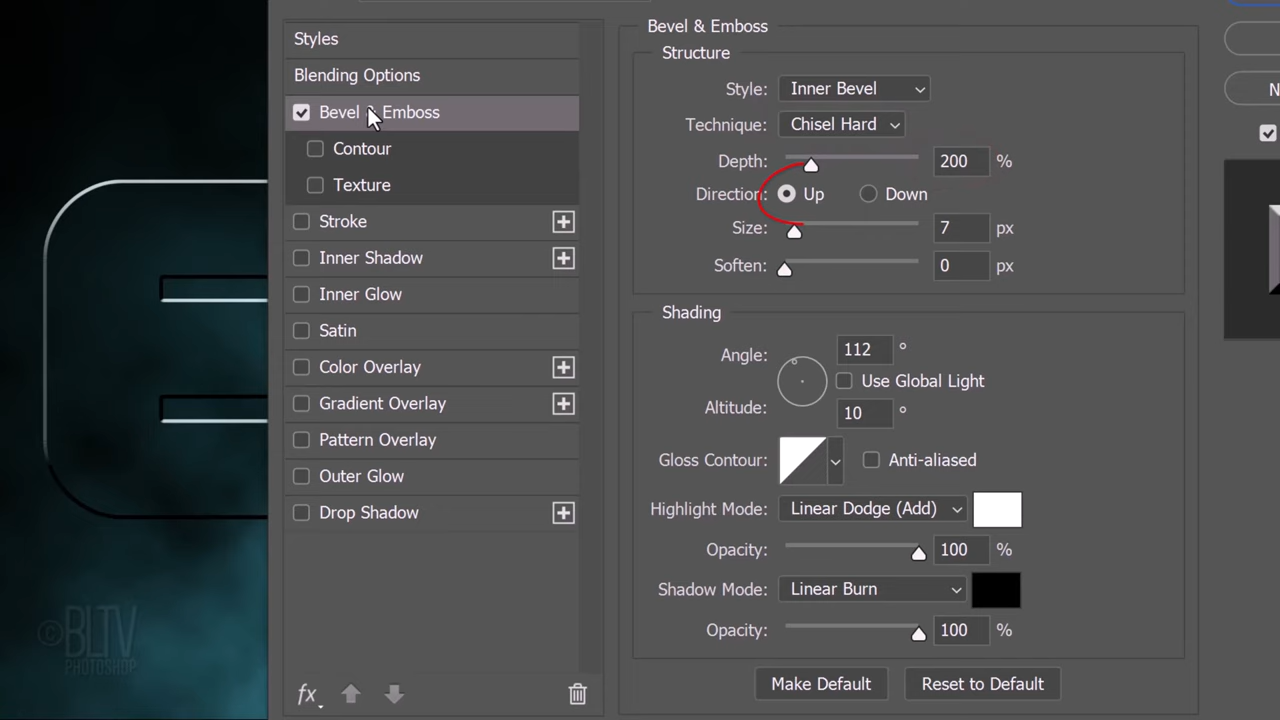 Styles
Blending Options
Bevel & Emboss
Contour
Texture
Stroke
Inner Shadow
Inner Glow
Satin
Color Overlay
Gradient Overlay
Pattern Overlay
Outer Glow
Drop Shadow
fx
Bevel & Emboss
Structure
Style: Inner Bevel
Technique: Chisel Hard
Depth: 200 %
Direction: Up Down
Size: 7 px
Soften: 0 px
Shading
Angle: 112 °
Use Global Light
Altitude: 10 °
Gloss Contour: Anti-aliased
Highlight Mode: Linear Dodge (Add)
Opacity: 100 %
Shadow Mode: Linear Burn
Opacity: 100 %
Make Default Reset to Default
N
© BLTV
PHOTOSHOP